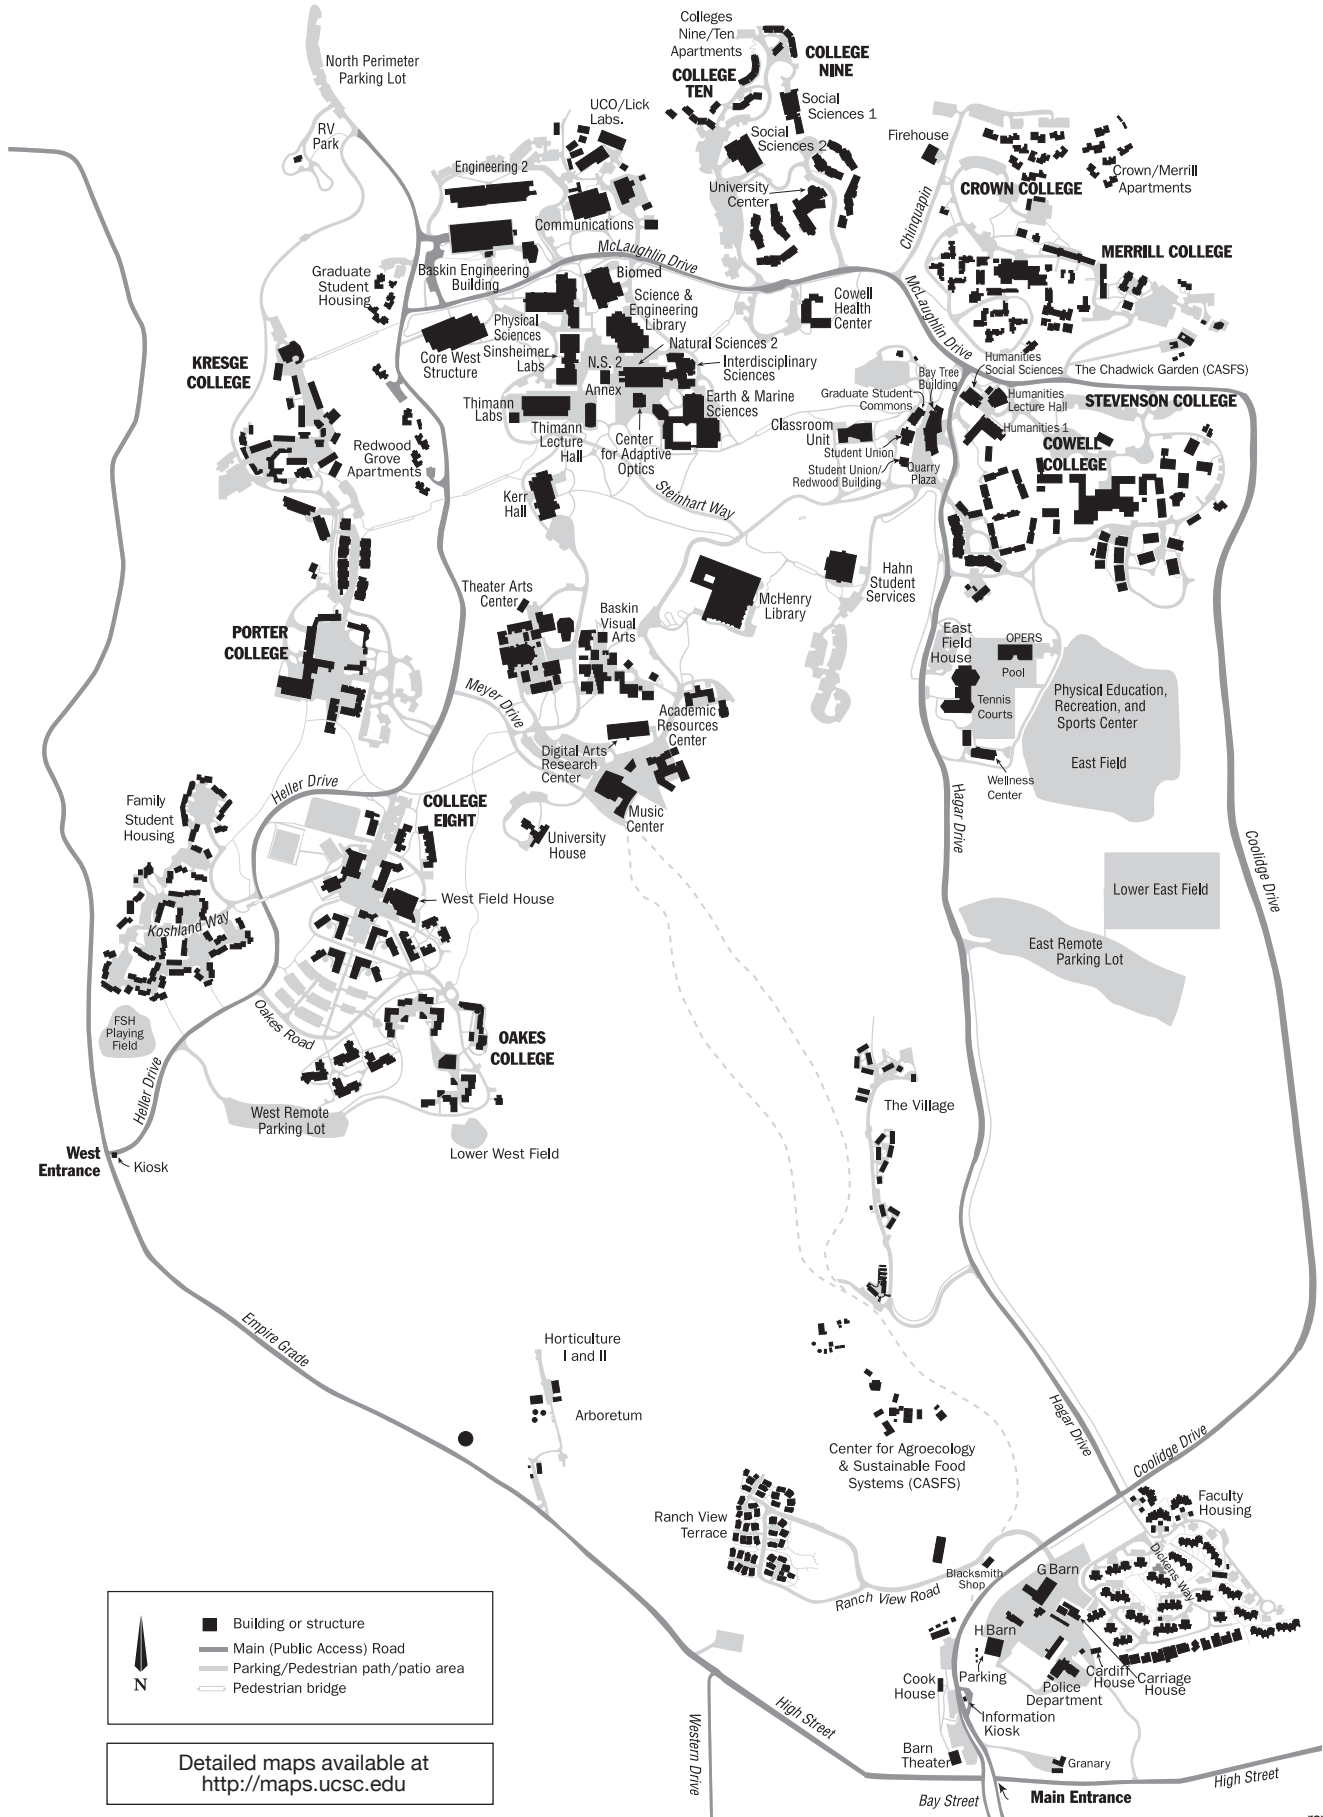 Colleges
Nine/Ten
Apartments
COLLEGE
NINE
COLLEGE
TEN
North Perimeter
Parking Lot
RV
Park
UCO/Lick
Labs.
Social
Sciences 1
Social
Sciences 2
Firehouse
Engineering 2
University
Center
Chinquapin
CROWN COLLEGE
Crown/Merrill
Apartments
Communications
McLaughlin Drive
MERRILL COLLEGE
Graduate
Student
Housing
Baskin Engineering
Building
Biomed
Science &
Engineering
Library
Cowell
Health
Center
McLaughlin Drive
Physical
Sciences
Sinsheimer
Labs
Core West
Structure
KRESGE
COLLEGE
Natural Sciences 2
N.S. 2
Annex
Interdisciplinary
Sciences
Bay Tree
Building
Humanities
Social Sciences
The Chadwick Garden (CASFS)
Graduate Student
Commons
Humanities
Lecture Hall
STEVENSON COLLEGE
Thimann
Labs
Earth & Marine
Sciences
Thimann
Lecture
Hall
Center
for Adaptive
Optics
Classroom
Unit
Student Union
Student Union/
Redwood Building
Quarry
Plaza
Humanities 1
COWELL
COLLEGE
Redwood
Grove
Apartments
Kerr
Hall
Steinhart Way
Hahn
Student
Services
McHenry
Library
Theater Arts
Center
Baskin
Visual
Arts
PORTER
COLLEGE
East
Field
House
OPERS
Pool
Tennis
Courts
Physical Education,
Recreation, and
Sports Center
East Field
Wellness
Center
Meyer Drive
Academic
Resources
Center
Digital Arts
Research
Center
Music
Center
University
House
Heller Drive
COLLEGE
EIGHT
Family
Student
Housing
Hagar Drive
Coolidge Drive
West Field House
Koshland Way
Lower East Field
East Remote
Parking Lot
FSH
Playing
Field
Oakes Road
OAKES
COLLEGE
Heller Drive
West Remote
Parking Lot
Lower West Field
The Village
West
Entrance
Kiosk
Empire Grade
Horticulture
I and II
Arboretum
Center for Agroecology
& Sustainable Food
Systems (CASFS)
Hagar Drive
Coolidge Drive
Faculty
Housing
Ranch View
Terrace
Ranch View Road
Blacksmith
Shop
G Barn
Dickens Way
H Barn
Parking
Cook
House
Police
Department
Cardiff
House
Carriage
House
Information
Kiosk
Barn
Theater
Granary
High Street
Western Drive
Bay Street
Main Entrance
High Street
N
Building or structure
Main (Public Access) Road
Parking/Pedestrian path/patio area
Pedestrian bridge
Detailed maps available at
http://maps.ucsc.edu